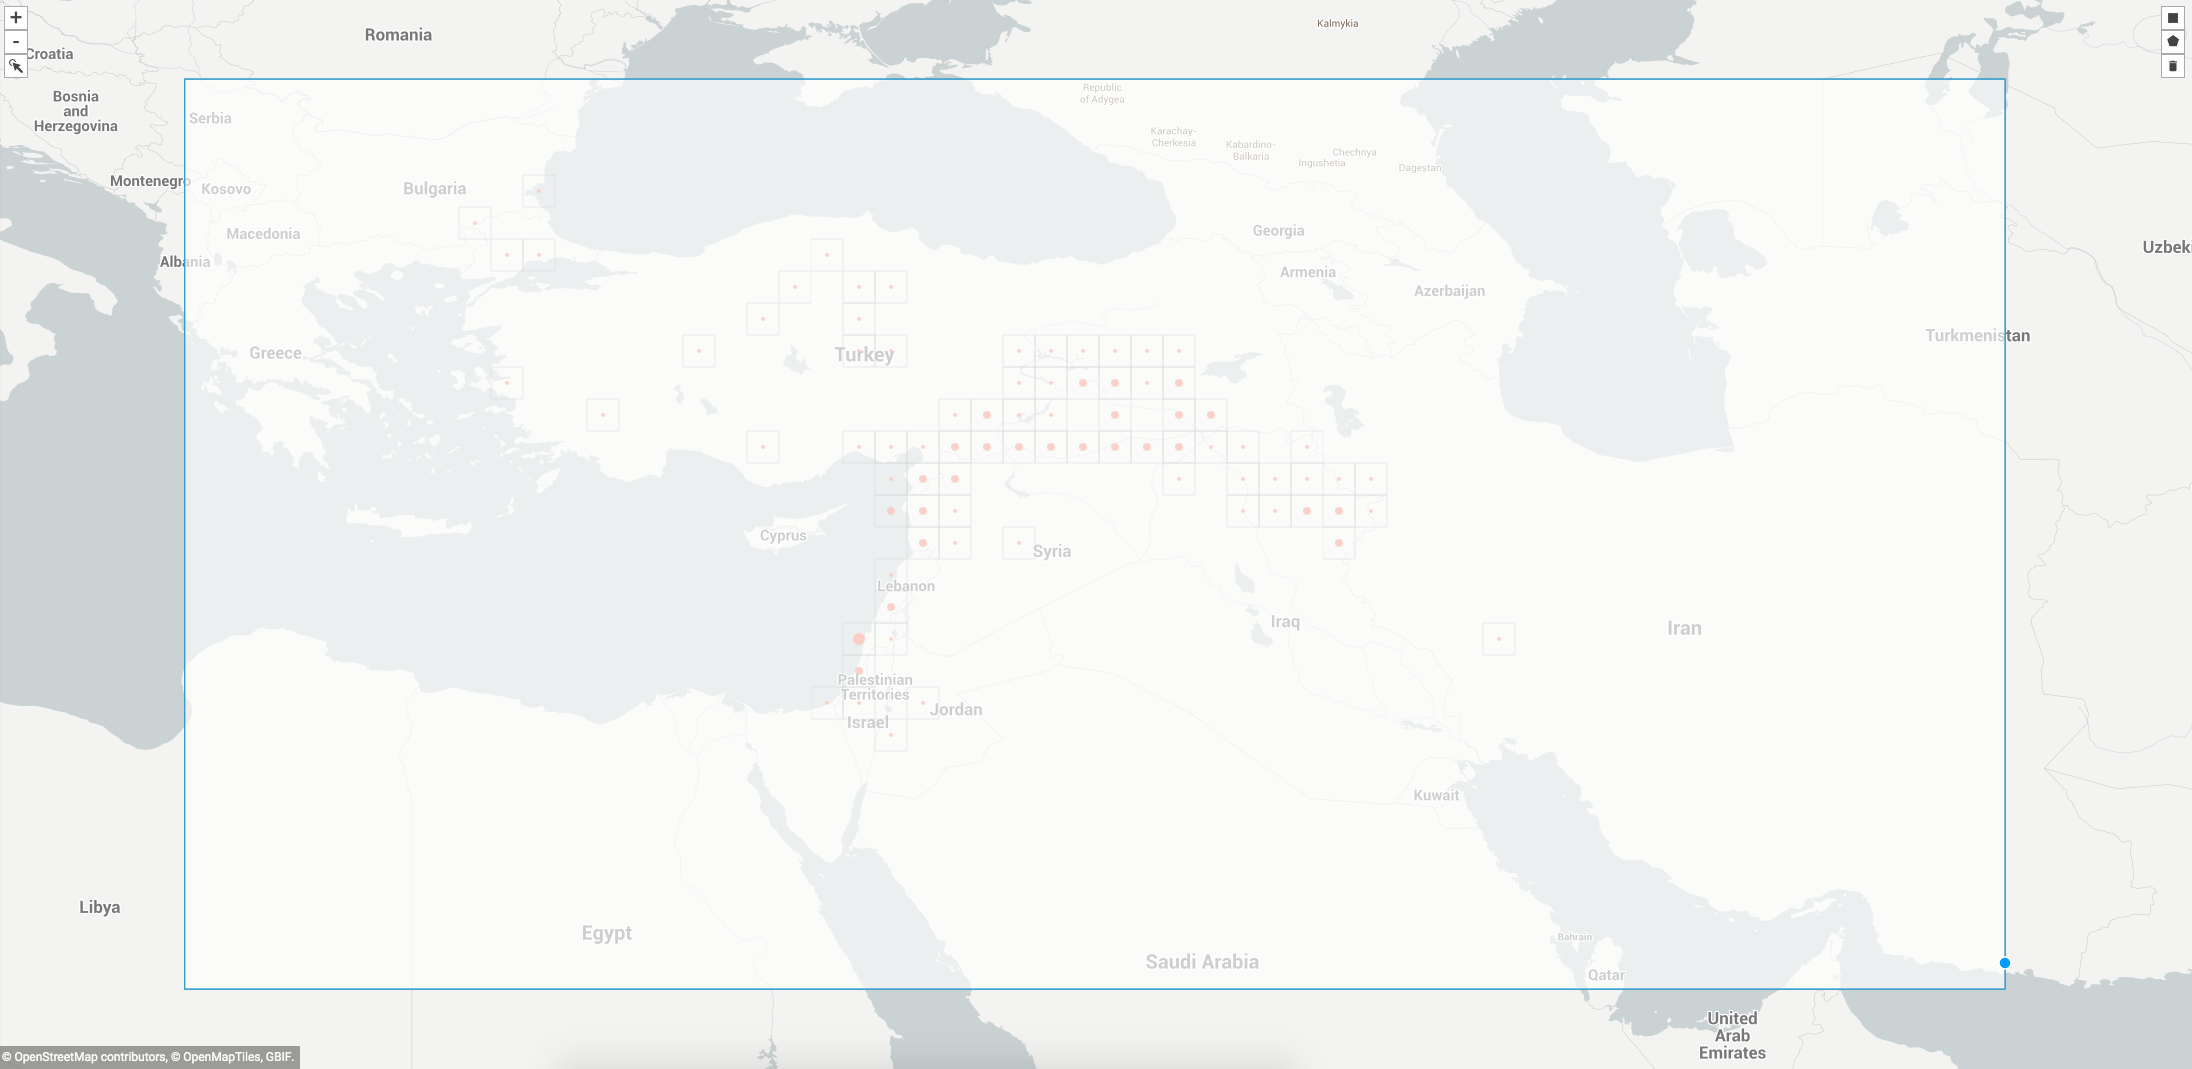 +
-
Romania
Kalmykia
Croatia
Bosnia
and
Herzegovina
Republic
of Adygea
Serbia
Karachay-
Cherkesia
Kabardino-
Balkaria
Chechnya
Ingushetia
Dagestan
Montenegro
Kosovo
Bulgaria
Macedonia
Georgia
Uzbeki
Albania
Armenia
Azerbaijan
Turkmenistan
Greece
Turkey
Cyprus
Syria
Lebanon
Iraq
Iran
Palestinian
Territories
Israel
Jordan
Kuwait
Libya
Egypt
Bahrain
Saudi Arabia
Qatar
United
Arab
Emirates
© OpenStreetMap contributors, © OpenMapTiles, GBIF.